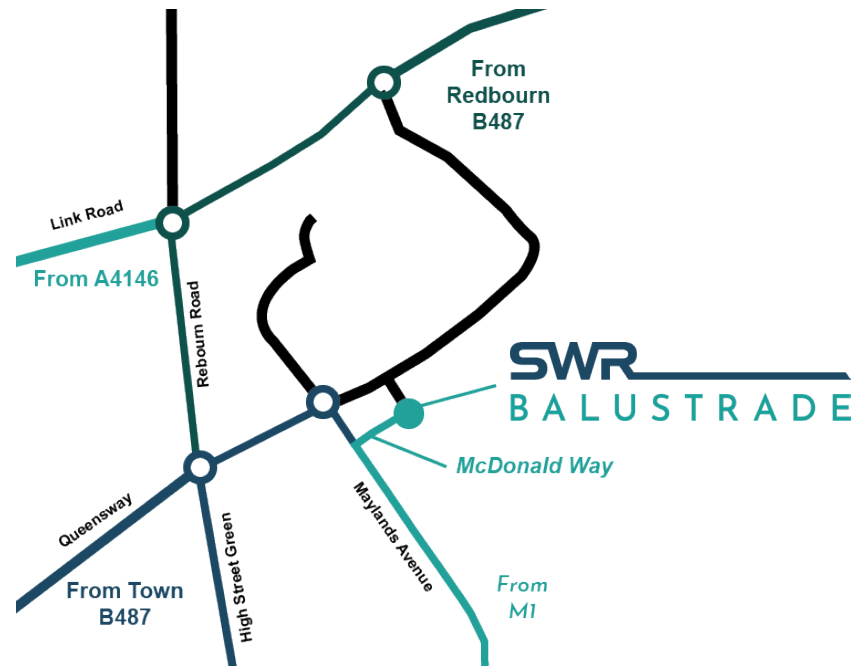 From
Redbourn
B487
Link Road
From A4146
Rebourn Road
SWR
BALUSTRADE
McDonald Way
Queensway
Maylands Avenue
High Street Green
From Town
B487
From
M1